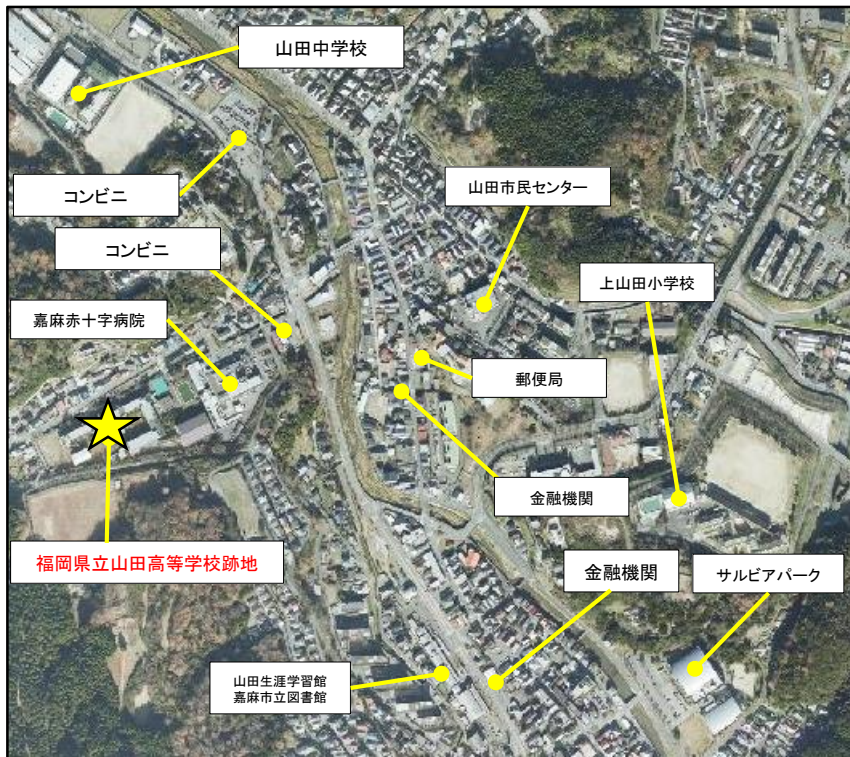 山田中学校
コンビニ
山田市民センター
コンビニ
上山田小学校
嘉麻赤十字病院
郵便局
金融機関
福岡県立山田高等学校跡地
金融機関
サルビアパーク
山田生涯学習館
嘉麻市立図書館